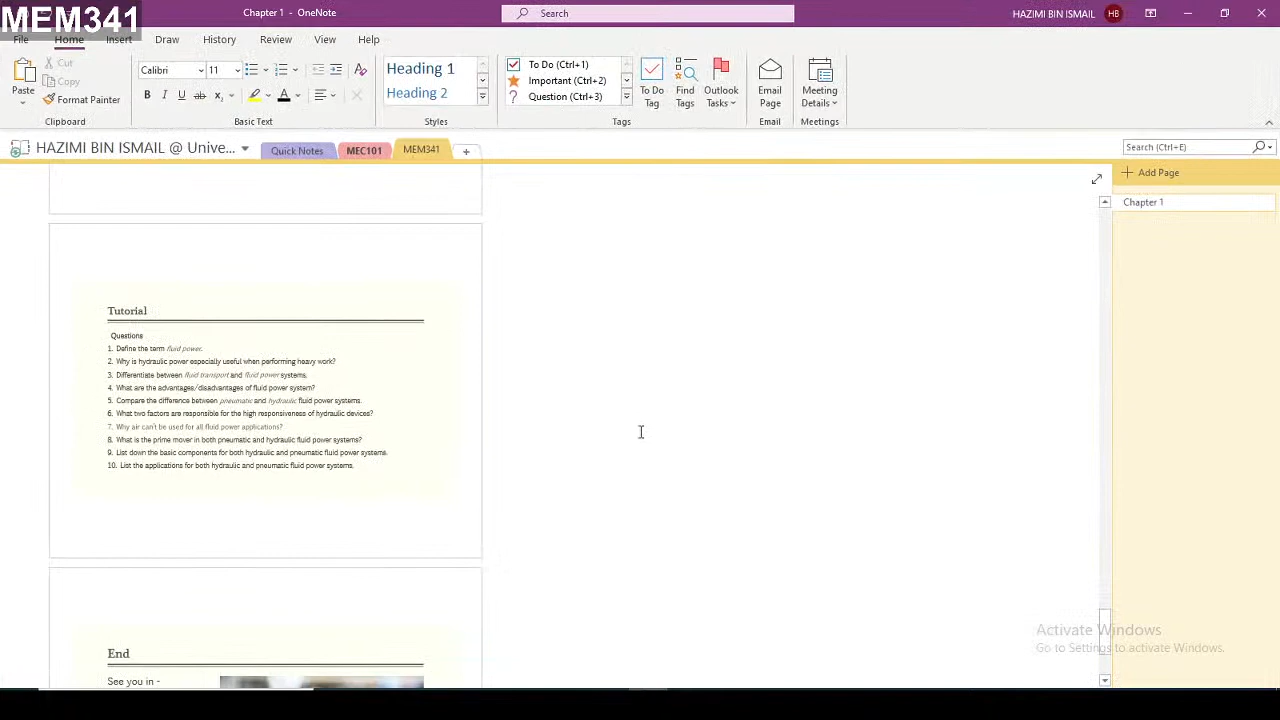 MEM341
Chapter 1 - OneNote
Search
HAZIMI BIN ISMAIL
HB
File
Home
Insert
Draw
History
Review
View
Help
Paste
Cut
Copy
Format Painter
Clipboard
Calibri
11
B I U ab x
A
Basic Text
Heading 1
Heading 2
Styles
To Do (Ctrl+1)
Important (Ctrl+2)
Question (Ctrl+3)
To Do
Tag
Find
Tags
Outlook
Tasks
Tags
Email
Page
Email
Meeting
Details
Meetings
HAZIMI BIN ISMAIL @ Unive...
Quick Notes
MEC101
MEM341
Search (Ctrl+E)
Add Page
Chapter 1
Tutorial
Questions
1. Define the term fluid power.
2. Why is hydraulic power especially useful when performing heavy work?
3. Differentiate between fluid transport and fluid power systems.
4. What are the advantages/disadvantages of fluid power system?
5. Compare the difference between pneumatic and hydraulic fluid power systems.
6. What two factors are responsible for the high responsiveness of hydraulic devices?
7. Why air can't be used for all fluid power applications?
8. What is the prime mover in both pneumatic and hydraulic fluid power systems?
9. List down the basic components for both hydraulic and pneumatic fluid power systems.
10. List the applications for both hydraulic and pneumatic fluid power systems.
End
See you in -
Activate Windows
Go to Settings to activate Windows.